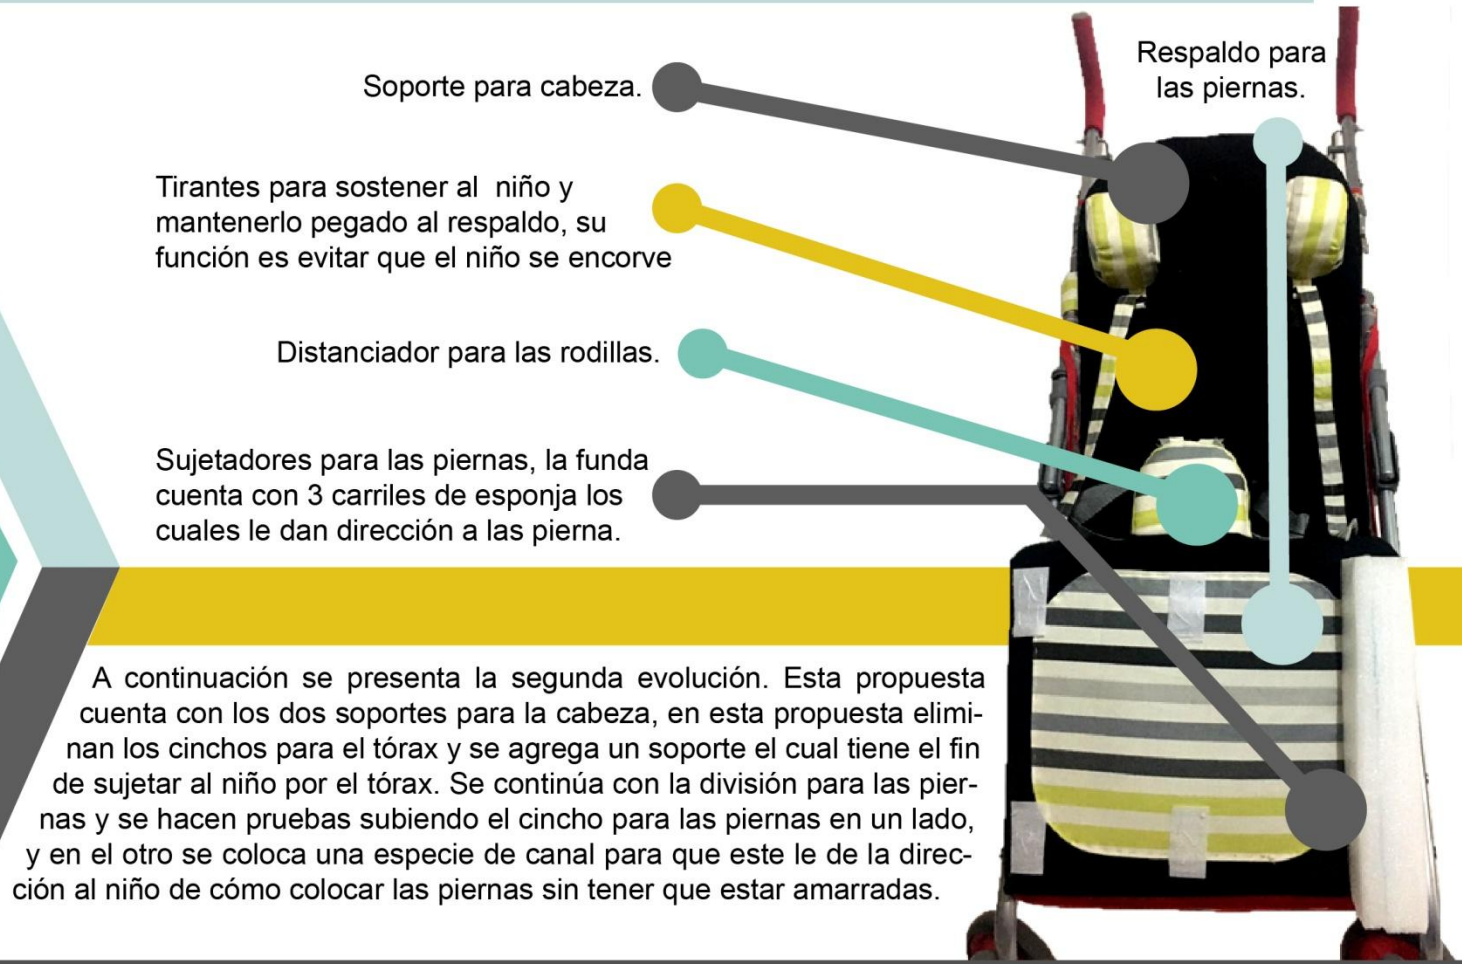 Respaldo para
las piernas.
Soporte para cabeza.
Tirantes para sostener al niño y
mantenerlo pegado al respaldo, su
función es evitar que el niño se encorve
Distanciador para las rodillas.
Sujetadores para las piernas, la funda
cuenta con 3 carriles de esponja los
cuales le dan dirección a las pierna.
A continuación se presenta la segunda evolución. Esta propuesta
cuenta con los dos soportes para la cabeza, en esta propuesta elimi-
nan los cinchos para el tórax y se agrega un soporte el cual tiene el fin
de sujetar al niño por el tórax. Se continúa con la división para las pier-
nas y se hacen pruebas subiendo el cincho para las piernas en un lado,
y en el otro se coloca una especie de canal para que este le de la direc-
ción al niño de cómo colocar las piernas sin tener que estar amarradas.